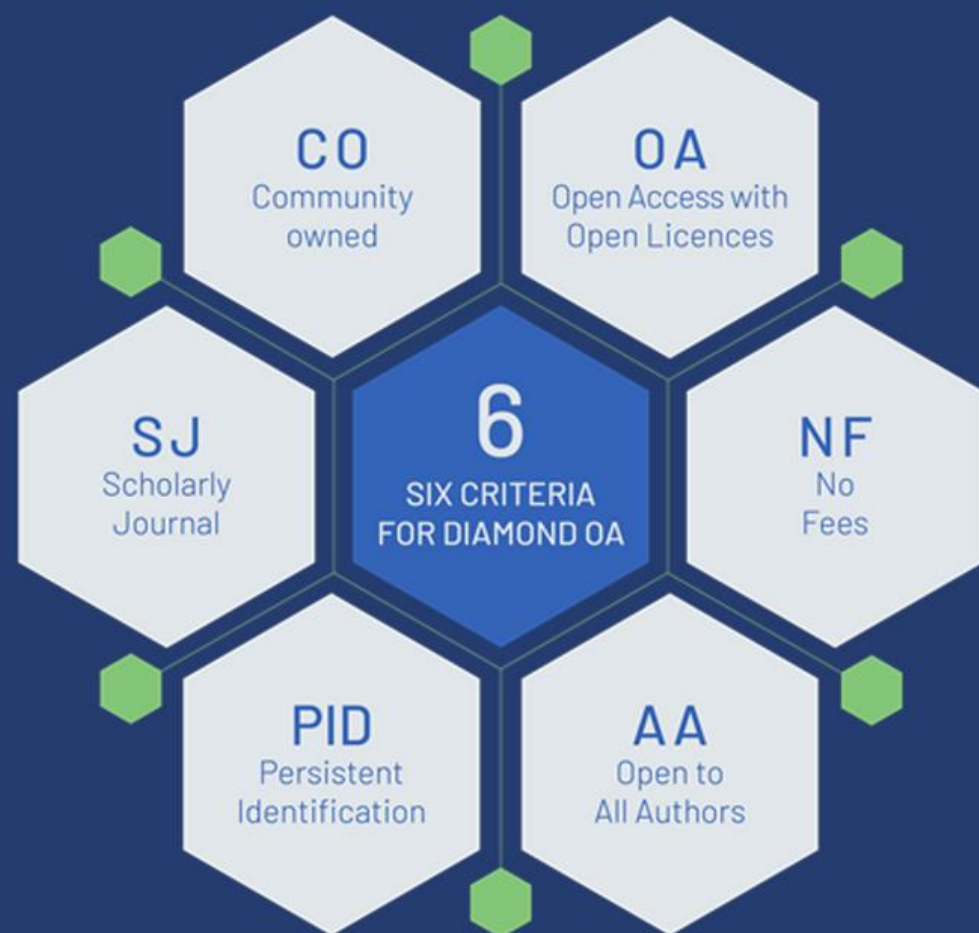 CO
Community
owned
OA
Open Access with
Open Licences
SJ
Scholarly
Journal
6
SIX CRITERIA
FOR DIAMOND OA
NF
No
Fees
PID
Persistent
Identification
AA
Open to
All Authors